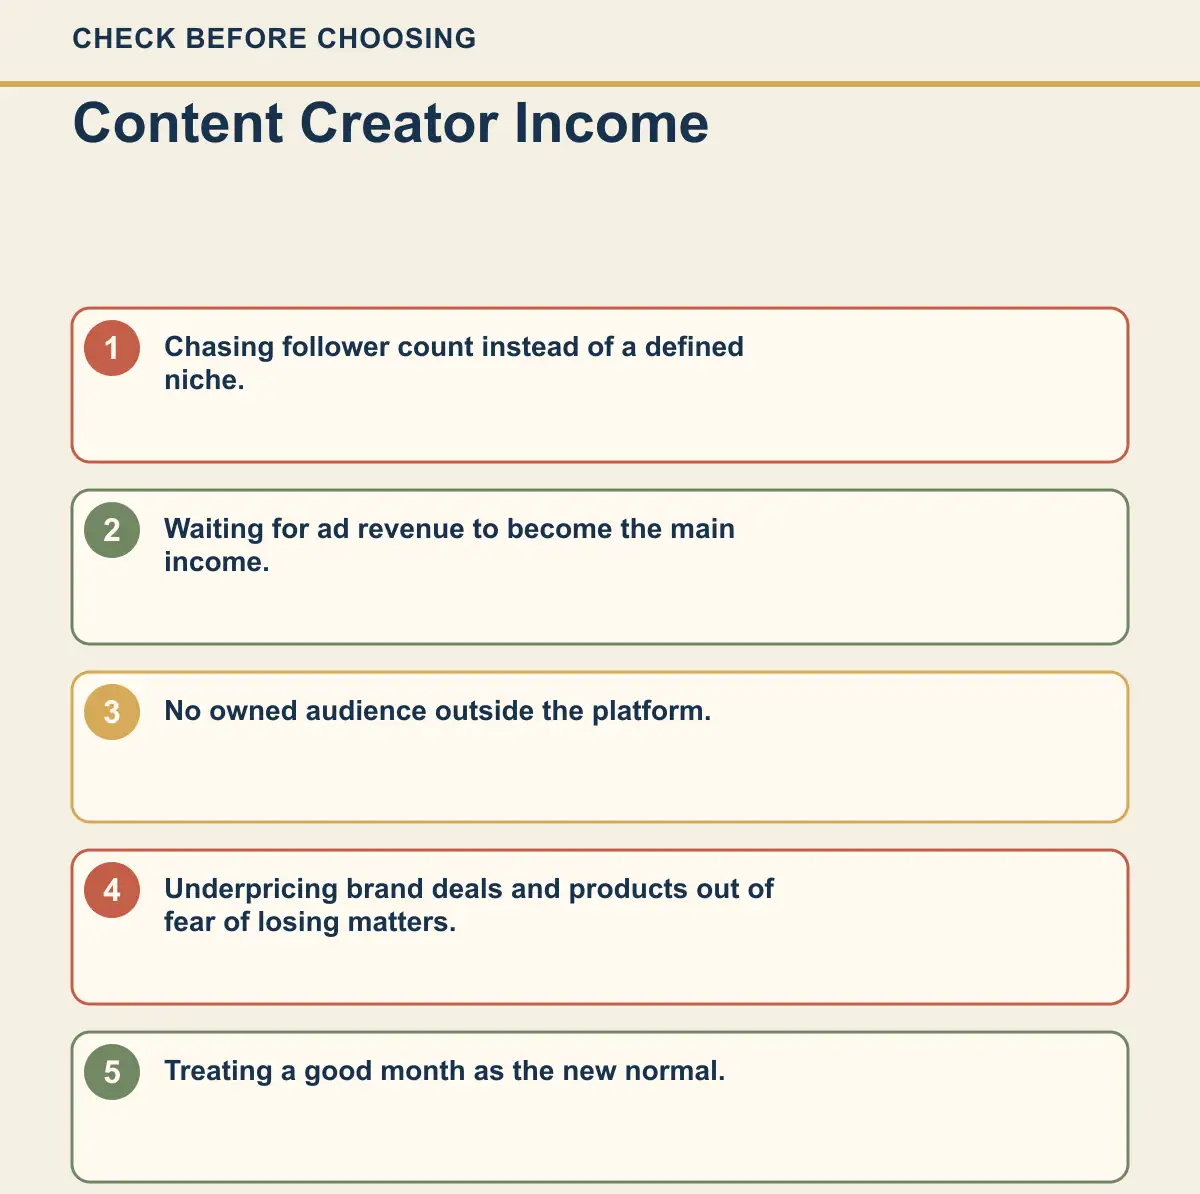 CHECK BEFORE CHOOSING
Content Creator Income
1
Chasing follower count instead of a defined
niche.
2
Waiting for ad revenue to become the main
income.
3
No owned audience outside the platform.
4
Underpricing brand deals and products out of
fear of losing matters.
5
Treating a good month as the new normal.